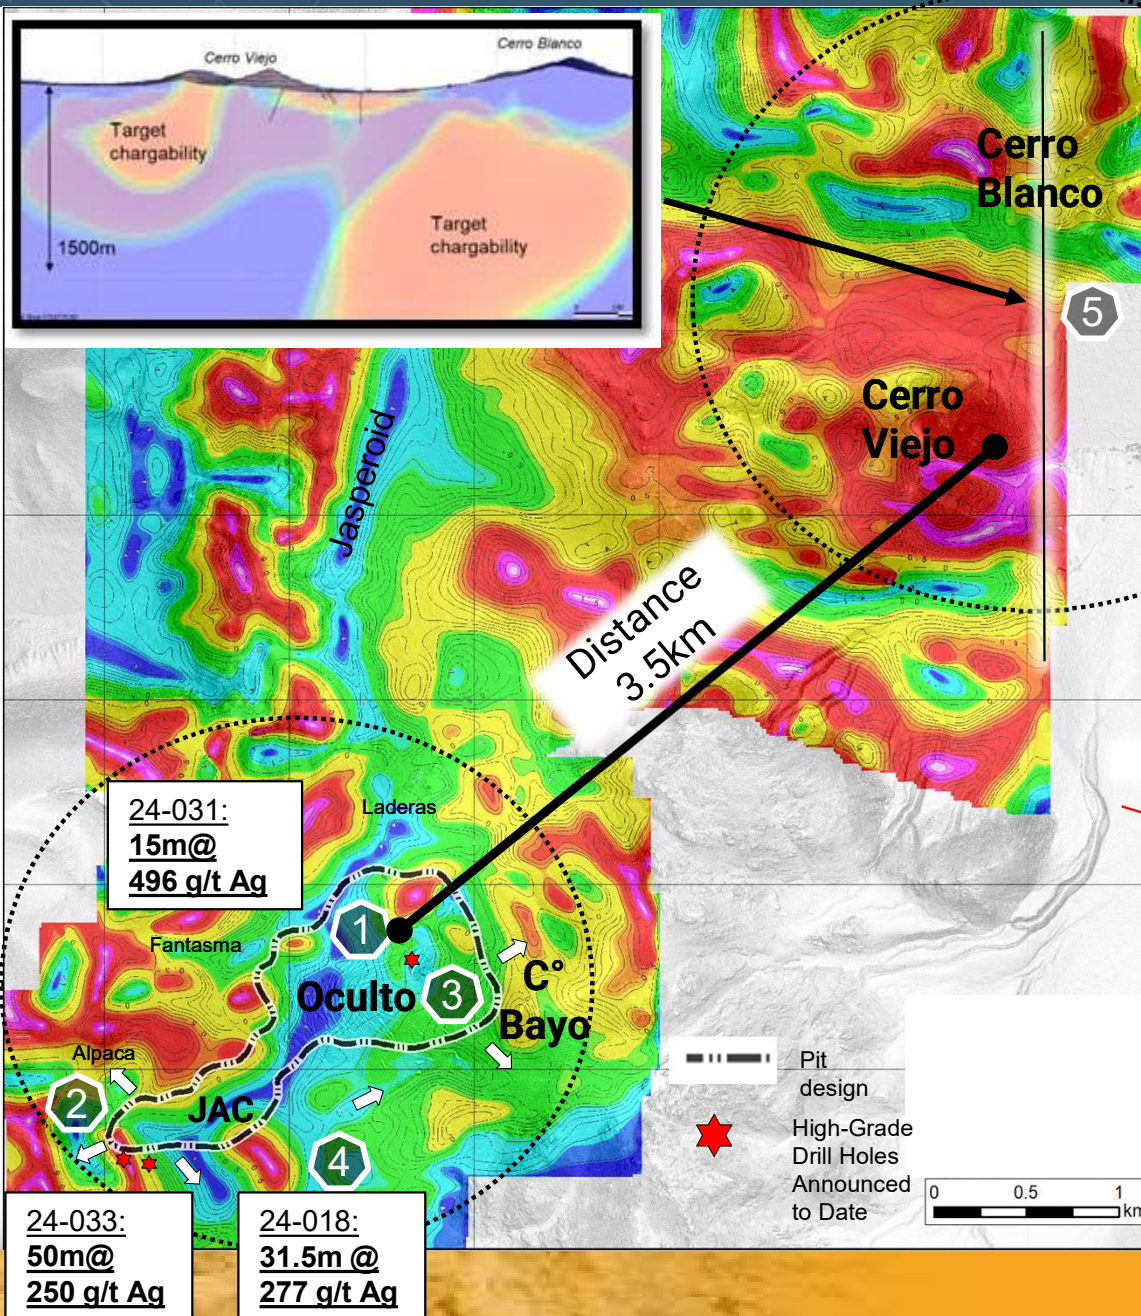 Cerro Viejo
Cerro Blanco
Target
chargability
Target
chargability
1500m
Cerro
Blanco
5
Cerro
Viejo
Jasperoid
Distance
3.5km
24-031:
15m@
496 g/t Ag
Laderas
Fantasma
1
Oculto
3
C°
Bayo
Alpaca
2
JAC
4
Pit
design
High-Grade
Drill Holes
Announced
to Date
0 0.5 1
km
24-033:
50m@
250 g/t Ag
24-018:
31.5m @
277 g/t Ag